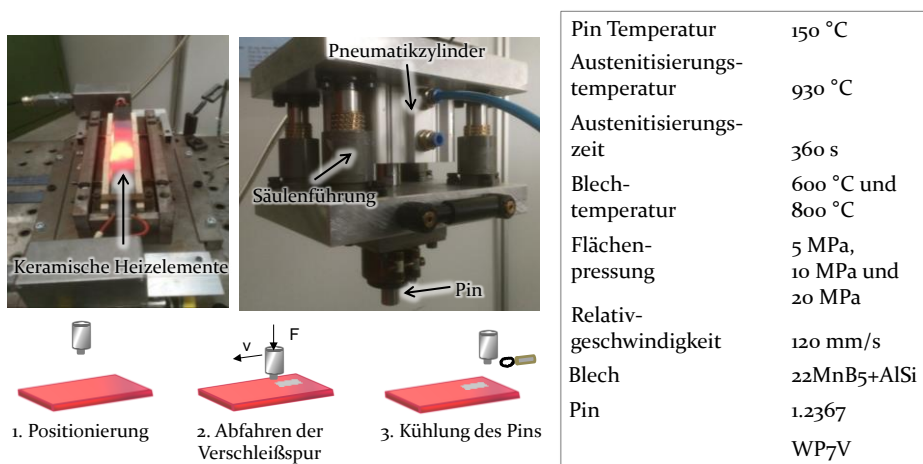 Pneumatikzylinder
Säulenführung
Keramische Heizelemente
Pin
v
F
1. Positionierung
2. Abfahren der
Verschleißspur
3. Kühlung des Pins
Pin Temperatur 150 °C
Austenitisierungs-
temperatur 930 °C
Austenitisierungs-
zeit 360 s
Blech- 600 °C und
temperatur 800 °C
Flächen- 5 MPa,
pressung 10 MPa und
20 MPa
Relativ-
geschwindigkeit 120 mm/s
Blech 22MnB5+AlSi
Pin 1.2367
WP7V